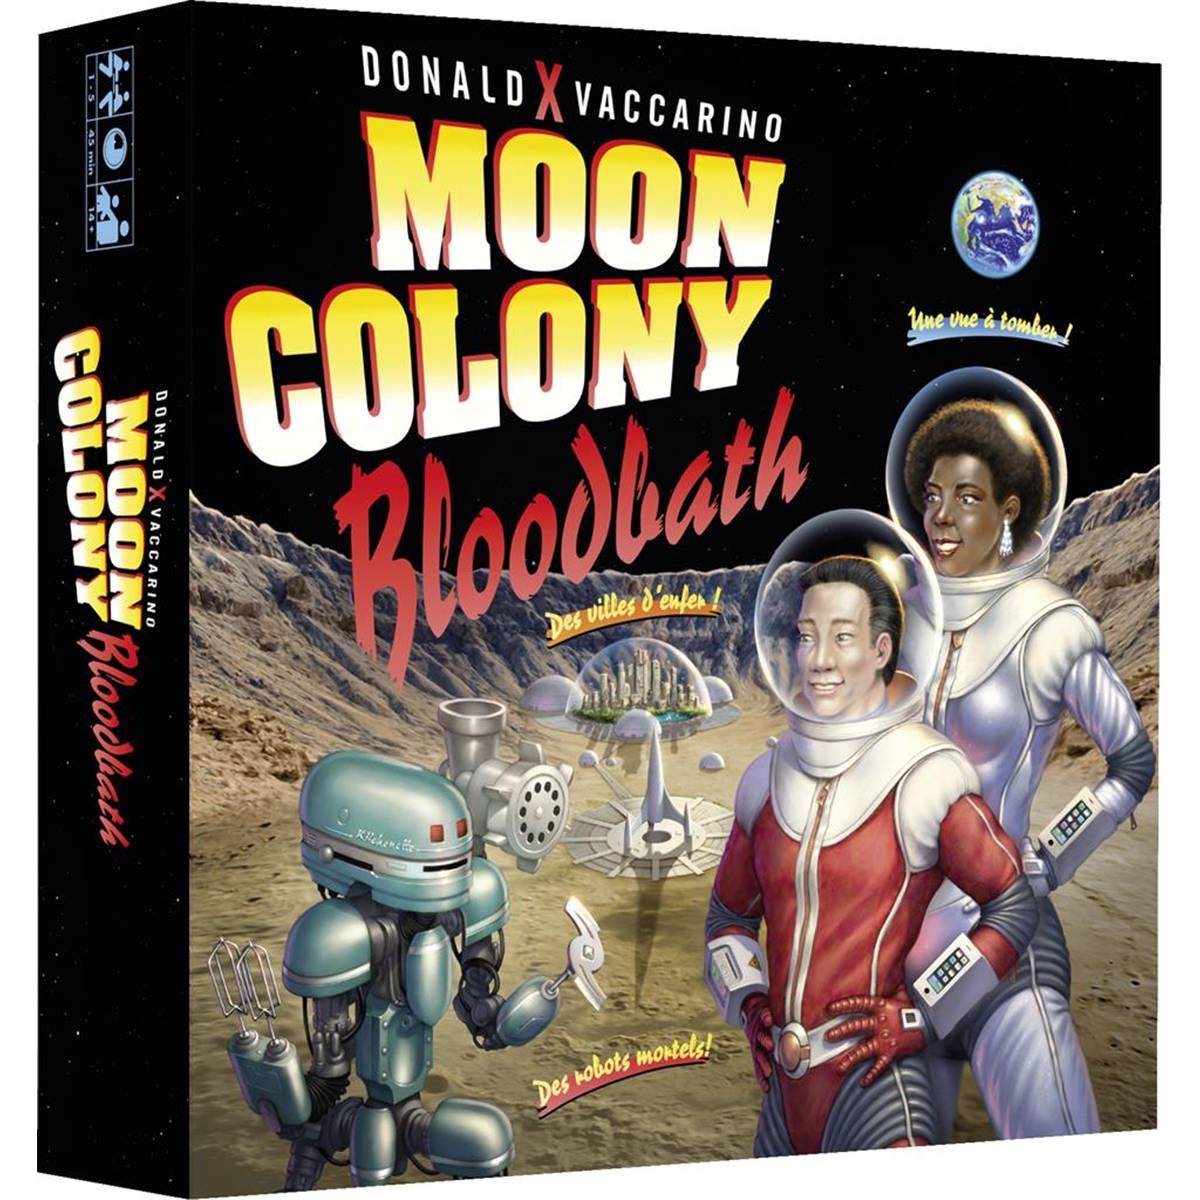 DONALD X VACCARINO
MOON
COLONY
Bloodbath
Une vue à tomber !
Des villes d'enfer !
Kitchenette
Des robots mortels!
1-5
45 min
14+
DONALD X VACCARINO
MOON
COLONY
Bloodbath